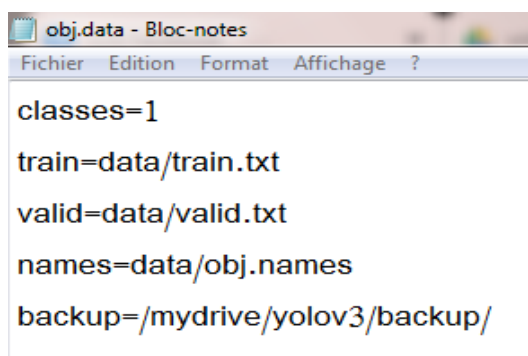 obj.data - Bloc-notes
Fichier Edition Format Affichage ?
classes=1
train=data/train.txt
valid=data/valid.txt
names=data/obj.names
backup=/mydrive/yolov3/backup/